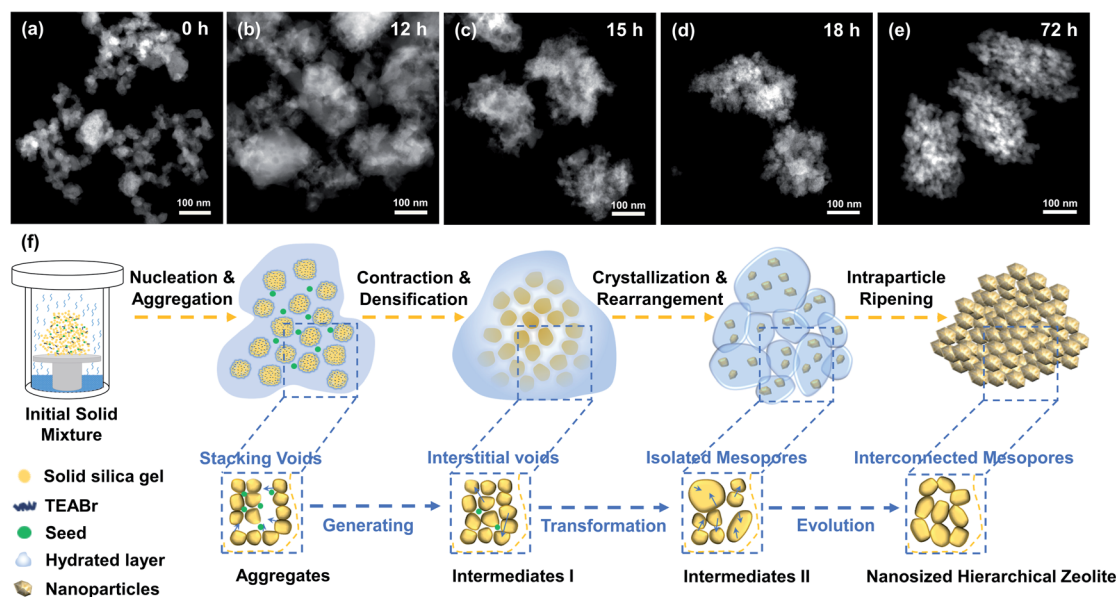 (a) 0 h
(b) 12 h
(c) 15 h
(d) 18 h
(e) 72 h
100 nm
100 nm
100 nm
100 nm
100 nm
(f)
Nucleation &
Aggregation
Contraction &
Densification
Crystallization &
Rearrangement
Intraparticle
Ripening
Initial Solid
Mixture
Stacking Voids
Interstitial voids
Isolated Mesopores
Interconnected Mesopores
Solid silica gel
TEABr
Seed
Hydrated layer
Nanoparticles
Generating
Transformation
Evolution
Aggregates
Intermediates I
Intermediates II
Nanosized Hierarchical Zeolite